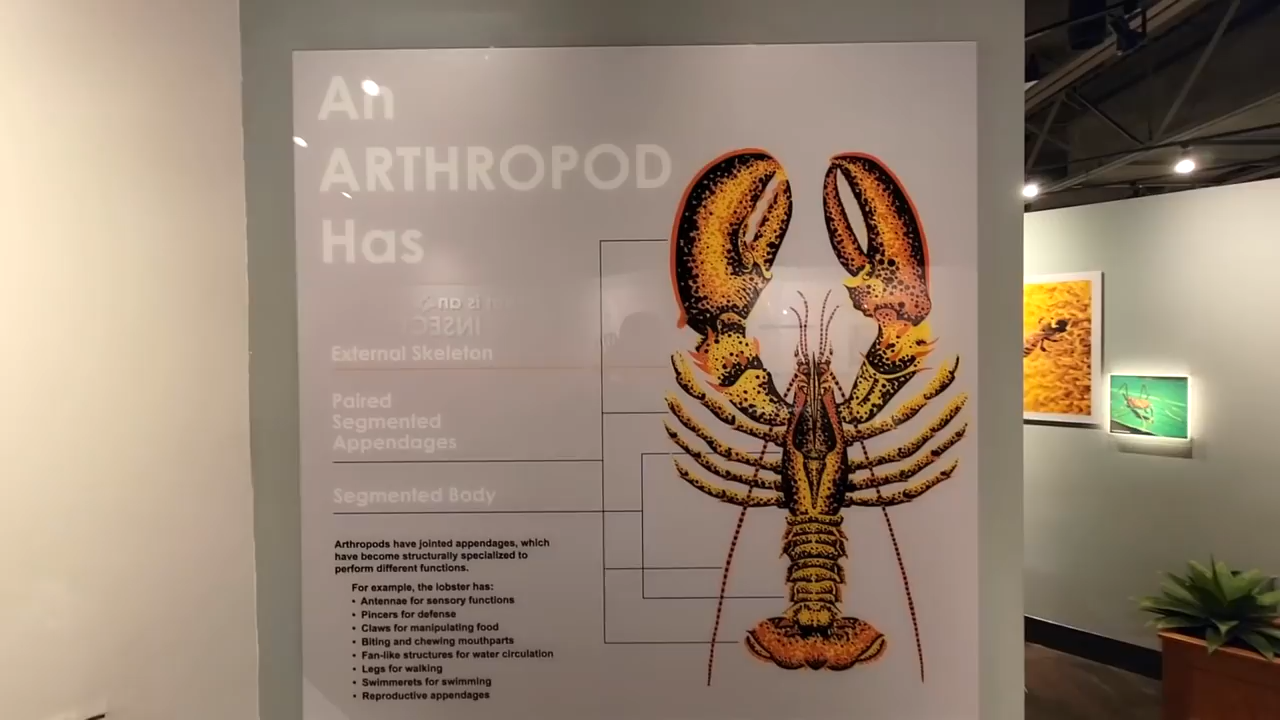 An
ARTHROPOD
Has
is an
INSECT
External Skeleton
Paired
Segmented
Appendages
Segmented Body
Arthropods have jointed appendages, which
have become structurally specialized to
perform different functions.
For example, the lobster has:
• Antennae for sensory functions
• Pincers for defense
• Claws for manipulating food
• Biting and chewing mouthparts
• Fan-like structures for water circulation
• Legs for walking
• Swimmerets for swimming
• Reproductive appendages